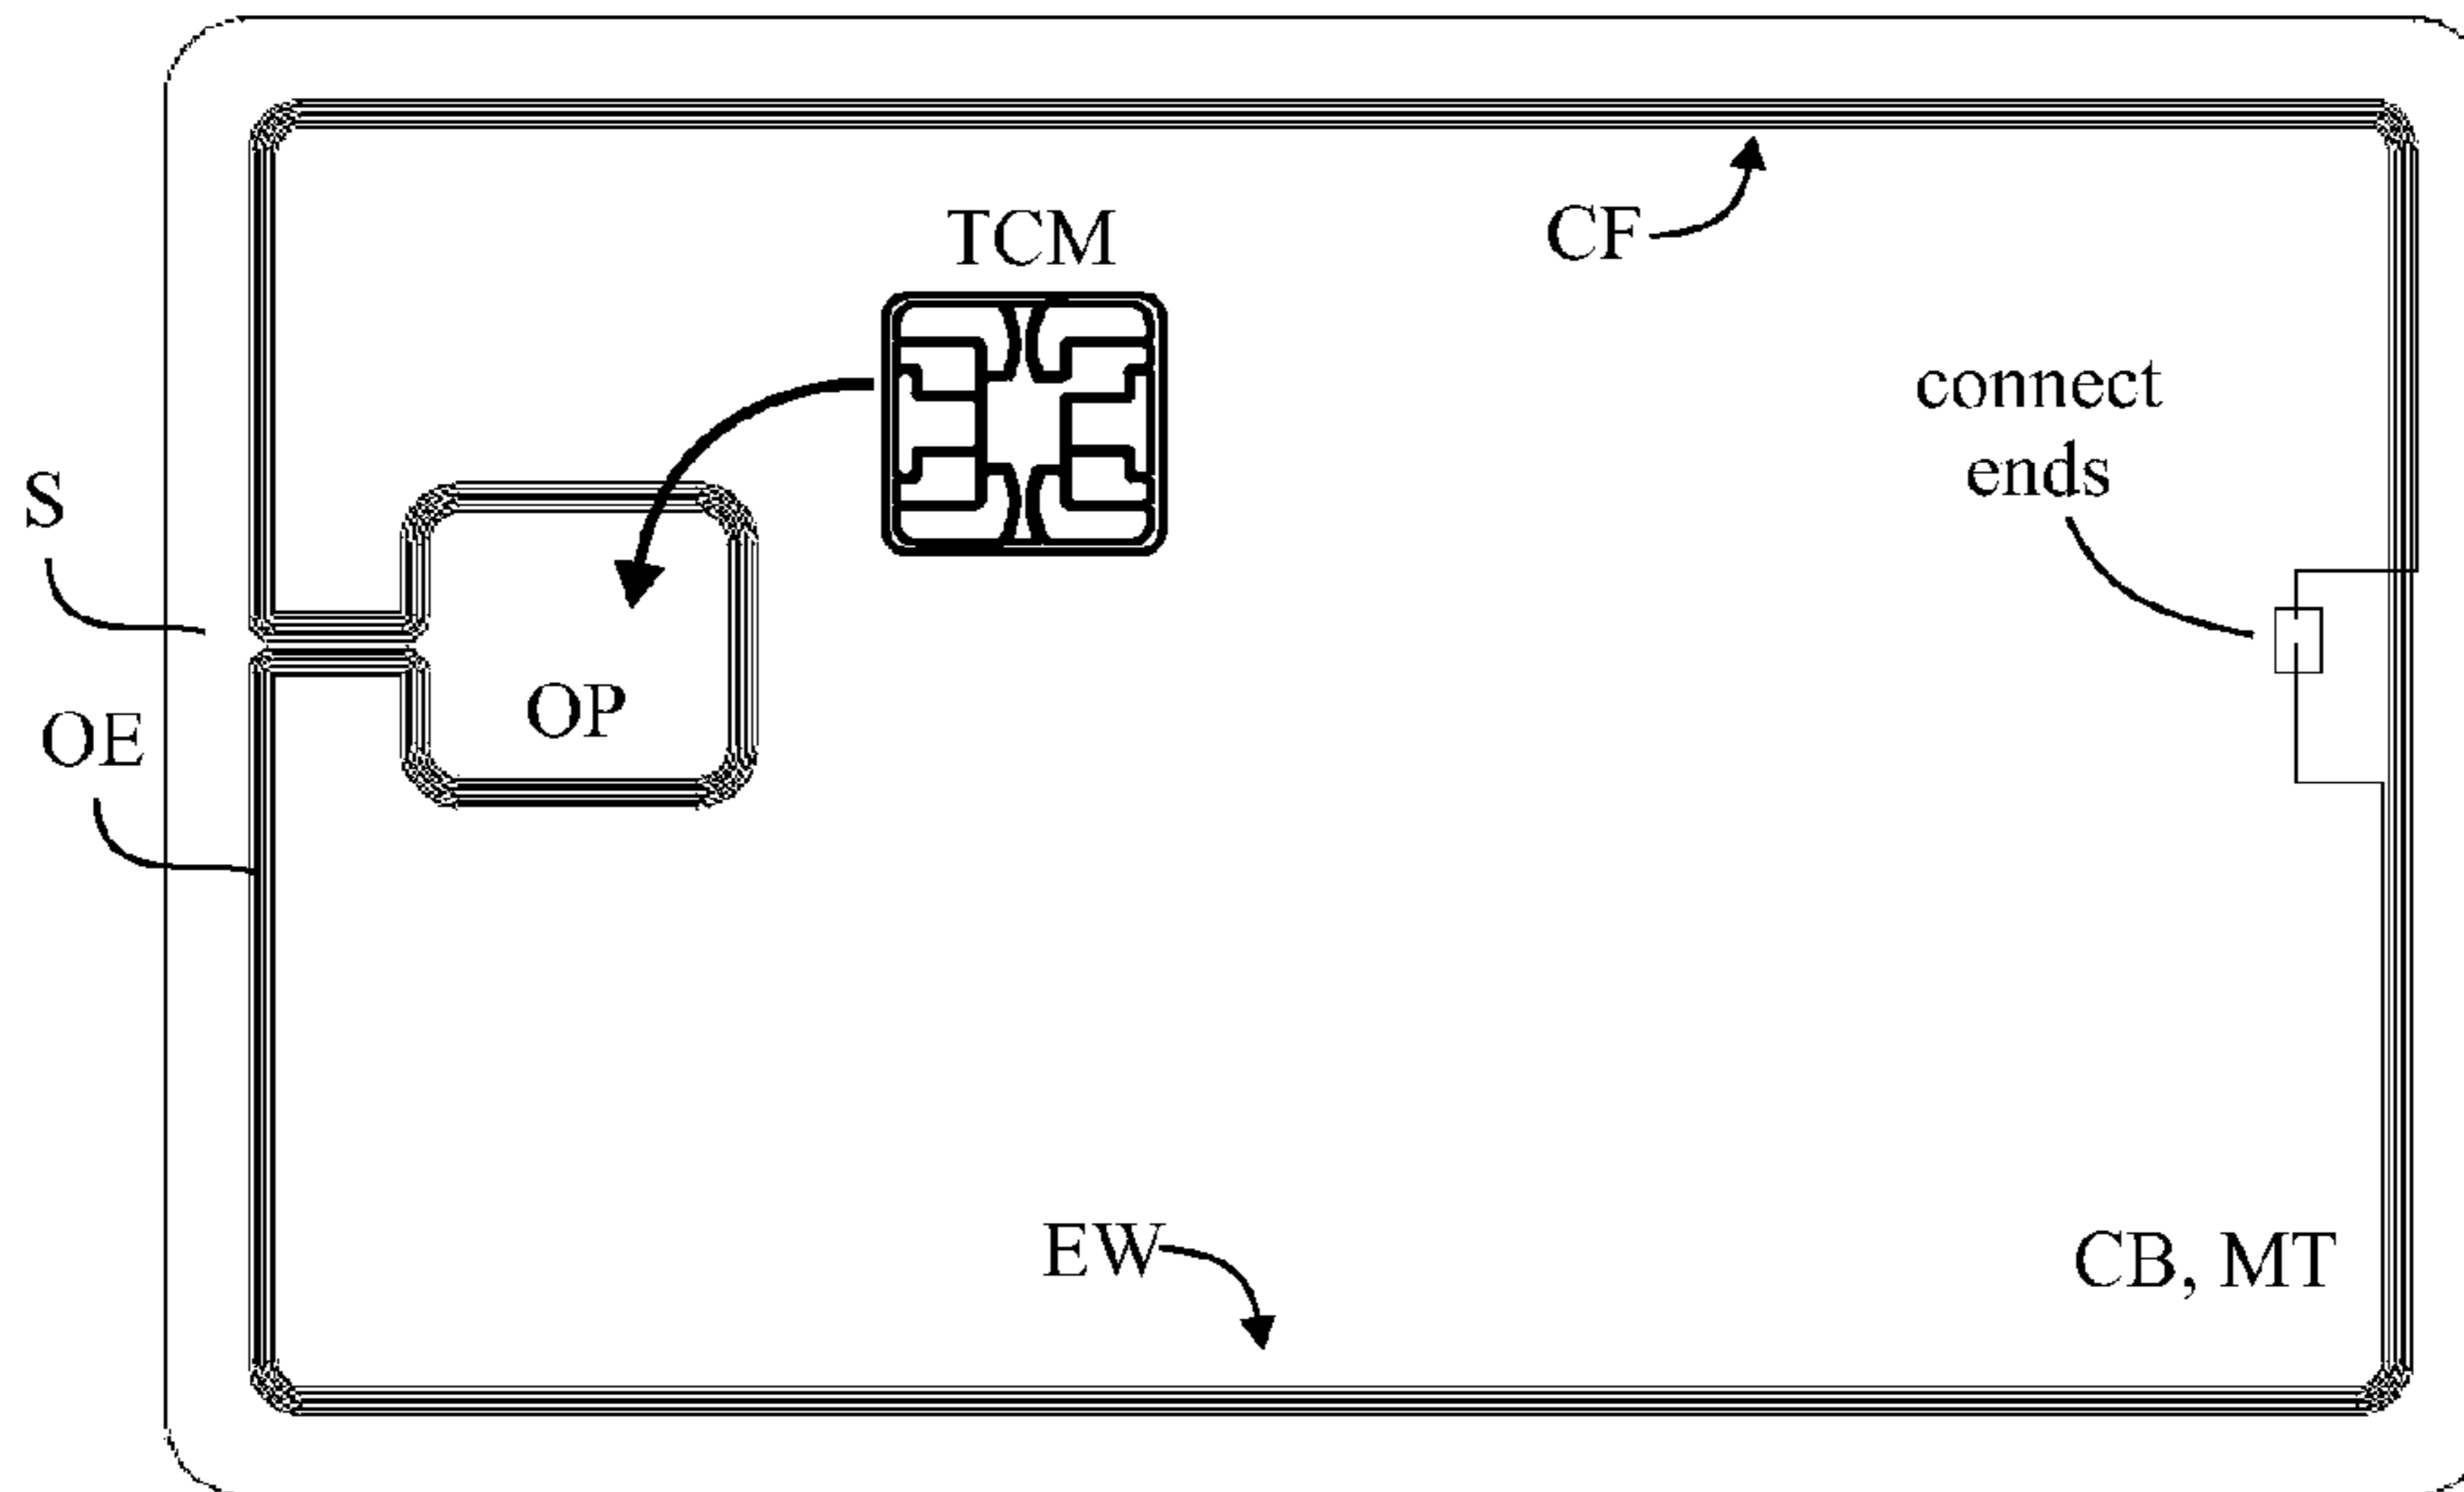 TCM
CF
connect
ends
S
OP
OE
EW
CB, MT